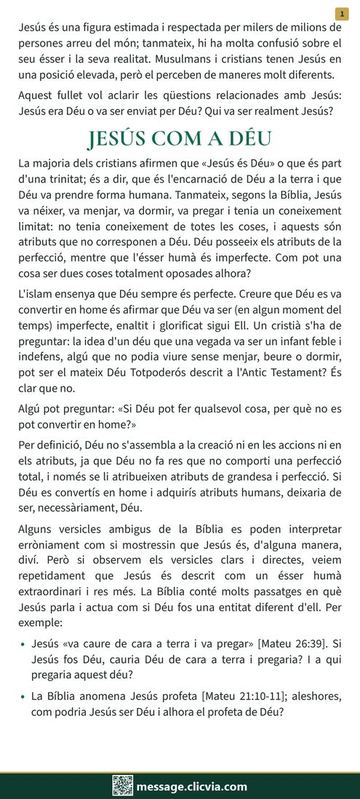 1
Jesús és una figura estimada i respectada per milers de milions de
persones arreu del món; tanmateix, hi ha molta confusió sobre el
seu ésser i la seva realitat. Musulmans i cristians tenen Jesús en
una posició elevada, però el perceben de maneres molt diferents.
Aquest fullet vol aclarir les qüestions relacionades amb Jesús:
Jesús era Déu o va ser enviat per Déu? Qui va ser realment Jesús?
JESÚS COM A DÉU
La majoria dels cristians afirmen que «Jesús és Déu» o que és part
d'una trinitat; és a dir, que és l'encarnació de Déu a la terra i que
Déu va prendre forma humana. Tanmateix, segons la Bíblia, Jesús
va néixer, va menjar, va dormir, va pregar i tenia un coneixement
limitat: no tenia coneixement de totes les coses, i aquests són
atributs que no corresponen a Déu. Déu posseeix els atributs de la
perfecció, mentre que l'ésser humà és imperfecte. Com pot una
cosa ser dues coses totalment oposades alhora?
L'islam ensenya que Déu sempre és perfecte. Creure que Déu es va
convertir en home és afirmar que Déu va ser (en algun moment del
temps) imperfecte, enaltit i glorificat sigui Ell. Un cristià s'ha de
preguntar: la idea d'un déu que una vegada va ser un infant feble i
indefens, algú que no podia viure sense menjar, beure o dormir,
pot ser el mateix Déu Totpoderós descrit a l'Antic Testament? És
clar que no.
Algú pot preguntar: «Si Déu pot fer qualsevol cosa, per què no es
pot convertir en home?»
Per definició, Déu no s'assembla a la creació ni en les accions ni en
els atributs, ja que Déu no fa res que no comporti una perfecció
total, i només se li atribueixen atributs de grandesa i perfecció. Si
Déu es convertís en home i adquirís atributs humans, deixaria de
ser, necessàriament, Déu.
Alguns versicles ambigus de la Bíblia es poden interpretar
erròniament com si mostressin que Jesús és, d'alguna manera,
diví. Però si observem els versicles clars i directes, veiem
repetidament que Jesús és descrit com un ésser humà
extraordinari i res més. La Bíblia conté molts passatges en què
Jesús parla i actua com si Déu fos una entitat diferent d'ell. Per
exemple:
• Jesús «va caure de cara a terra i va pregar» [Mateu 26:39]. Si
Jesús fos Déu, cauria Déu de cara a terra i pregaria? I a qui
pregaria aquest déu?
• La Bíblia anomena Jesús profeta [Mateu 21:10-11]; aleshores,
com podria Jesús ser Déu i alhora el profeta de Déu?
message.clicvia.com